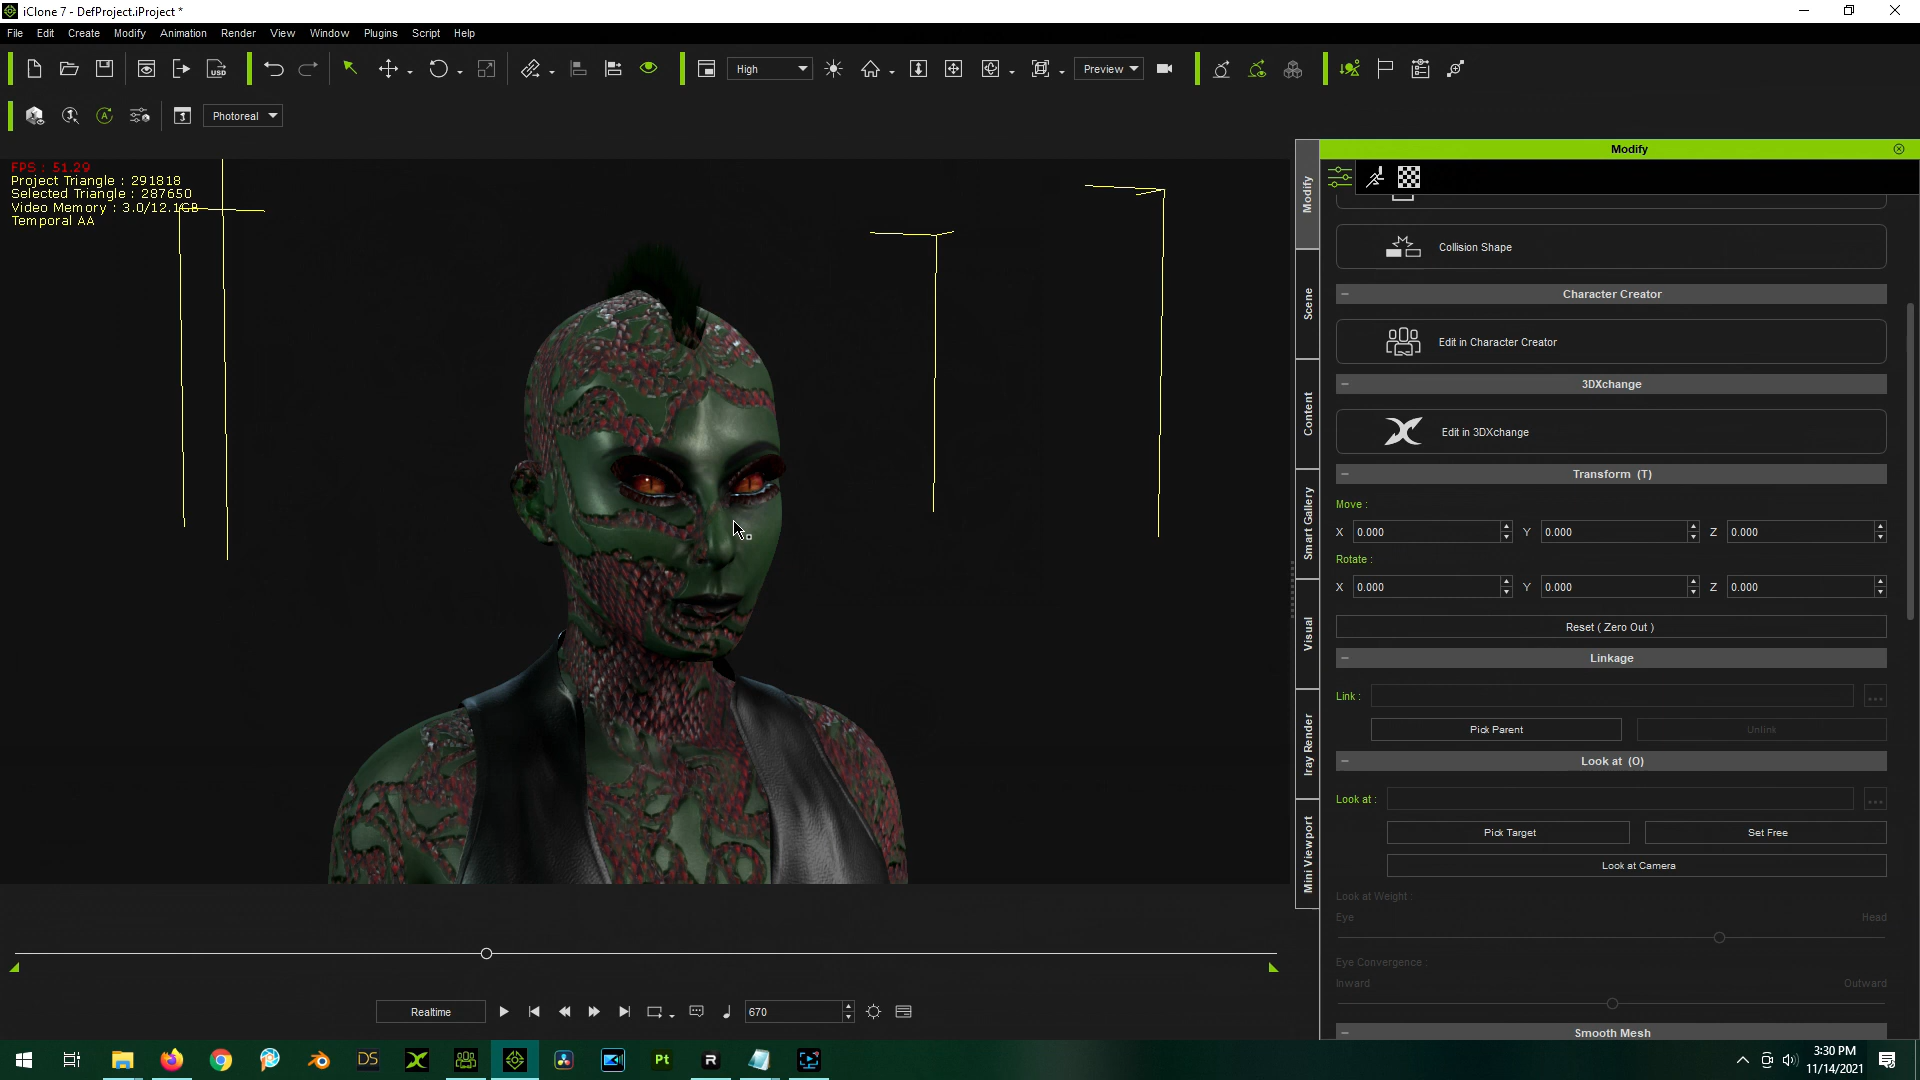 iClone 7 - DefProject.iProject *
File Edit Create Modify Animation Render View Window Plugins Script Help
USD High Preview
Photoreal
Modify
FPS : 51.29
Project Triangle : 291818
Selected Triangle : 287650
Video Memory : 3.0/12.1GB
Temporal AA
Modify
Scene
Content
Smart Gallery
Visual
Iray Render
Mini Viewport
Collision Shape
Character Creator
Edit in Character Creator
3DXchange
Edit in 3DXchange
Transform (T)
Move :
X 0.000 Y 0.000 Z 0.000
Rotate :
X 0.000 Y 0.000 Z 0.000
Reset ( Zero Out )
Linkage
Link : ...
Pick Parent Unlink
Look at (O)
Look at : ...
Pick Target Set Free
Look at Camera
Look at Weight :
Eye Head
Eye Convergence :
Inward Outward
Smooth Mesh
Realtime 670
DS Pt R
3:30 PM
11/14/2021